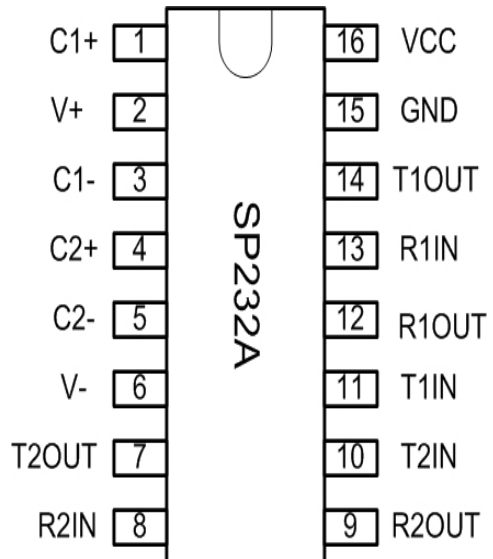 C1+ 1 16 VCC
V+ 2 15 GND
C1- 3 14 T1OUT
C2+ 4 13 R1IN
C2- 5 12 R1OUT
V- 6 11 T1IN
T2OUT 7 10 T2IN
R2IN 8 9 R2OUT
SP232A